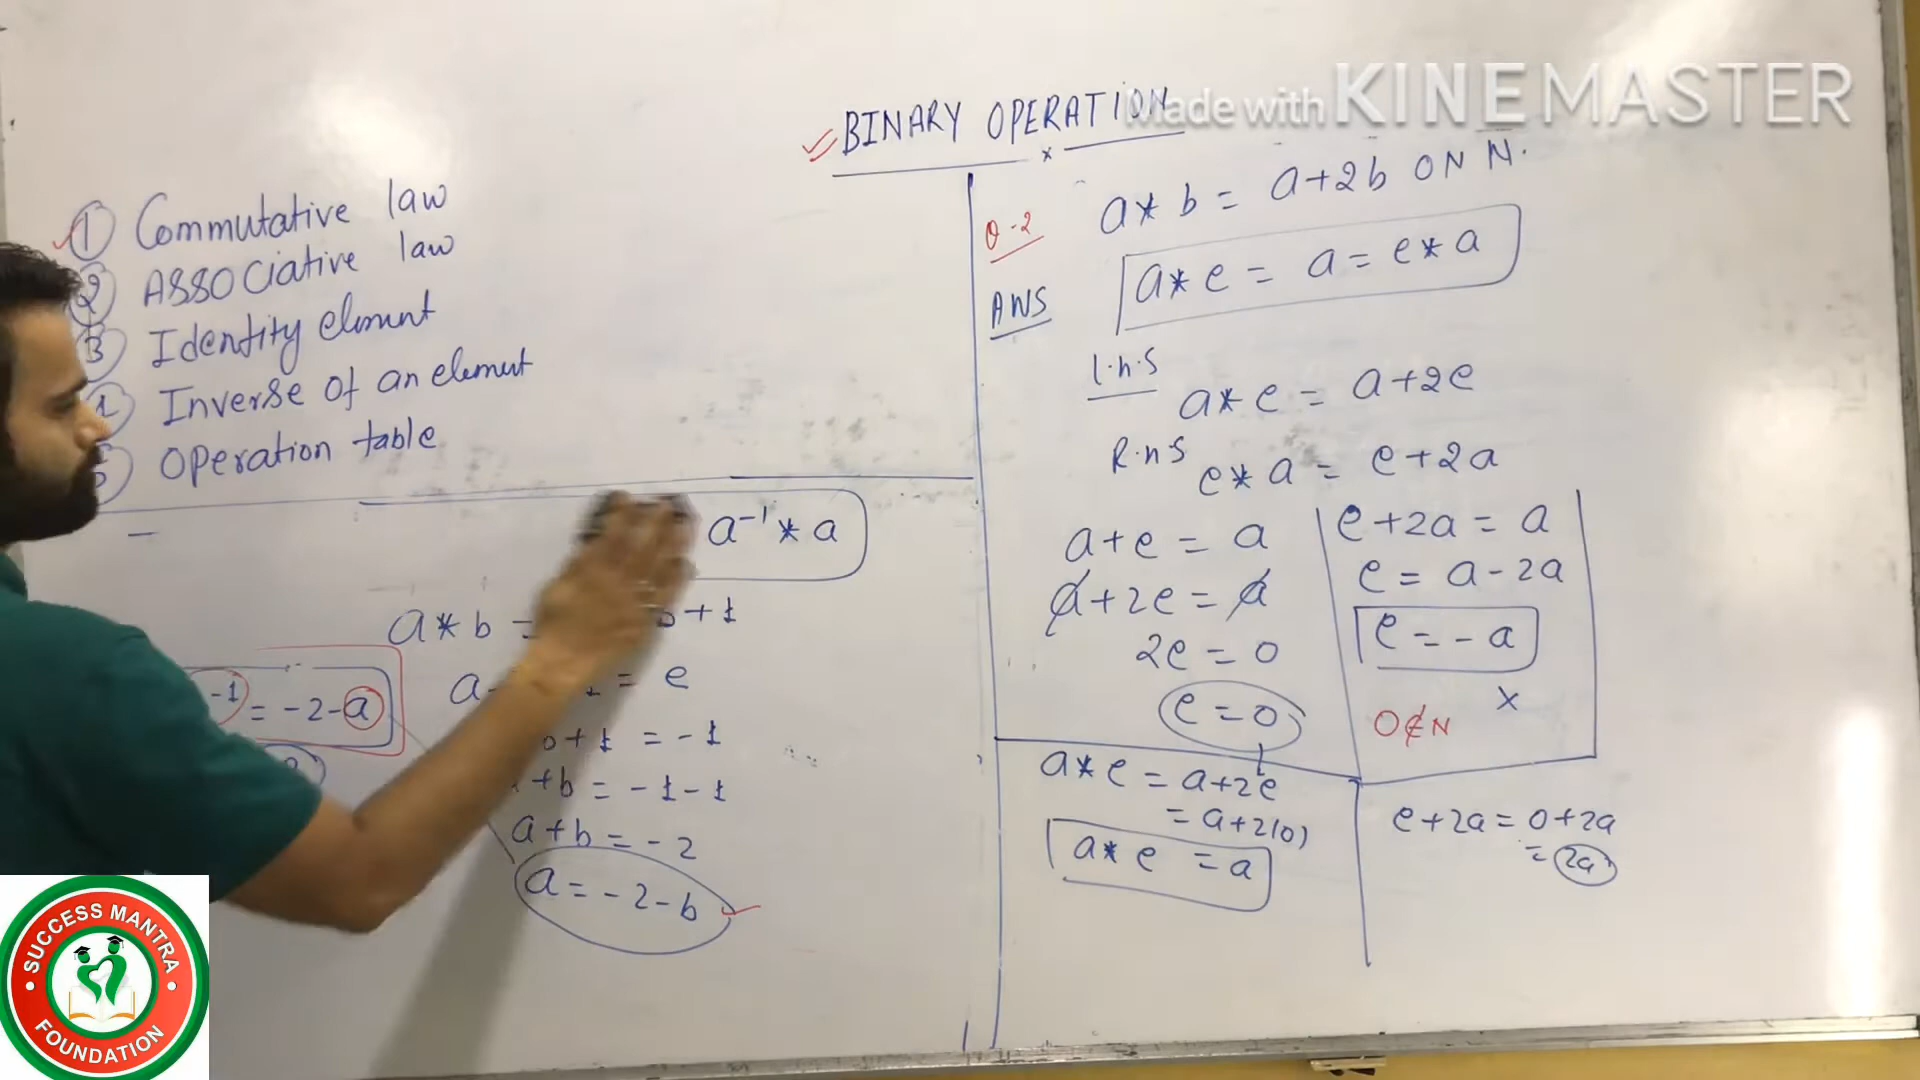 Made with KINEMASTER
BINARY OPERATION
x
1 Commutative law
2 Associative law
3 Identity element
Inverse of an element
Operation table
a⁻¹ * a
a * b = b + 1
= e
+ 1 = -1
+b = -1-1
a+b = -2
a = -2-b
-1 = -2-a
Q-2 a * b = a+2b ON N.
ANS a * e = a = e * a
L.h.S a * e = a+2e
R.h.S e * a = e+2a
a+e = a
a+2e = a
2e = 0
e = 0
e+2a = a
e = a-2a
e = -a
x
0∉N
a * e = a+2e
= a+2(0)
a * e = a
e+2a = 0+2a
= 2a
SUCCESS MANTRA
FOUNDATION